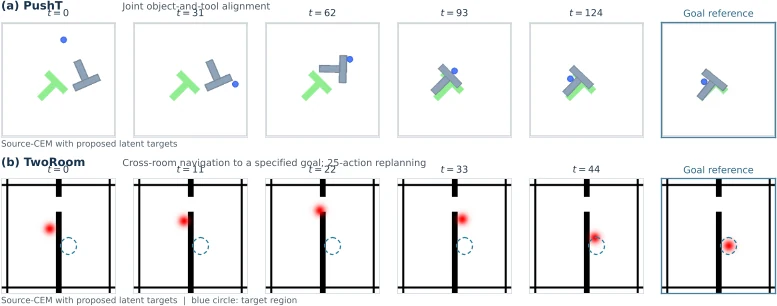 (a) PushT Joint object-and-tool alignment
t = 0 t = 31 t = 62 t = 93 t = 124 Goal reference
Source-CEM with proposed latent targets
(b) TwoRoom Cross-room navigation to a specified goal; 25-action replanning
t = 0 t = 11 t = 22 t = 33 t = 44 Goal reference
Source-CEM with proposed latent targets | blue circle: target region